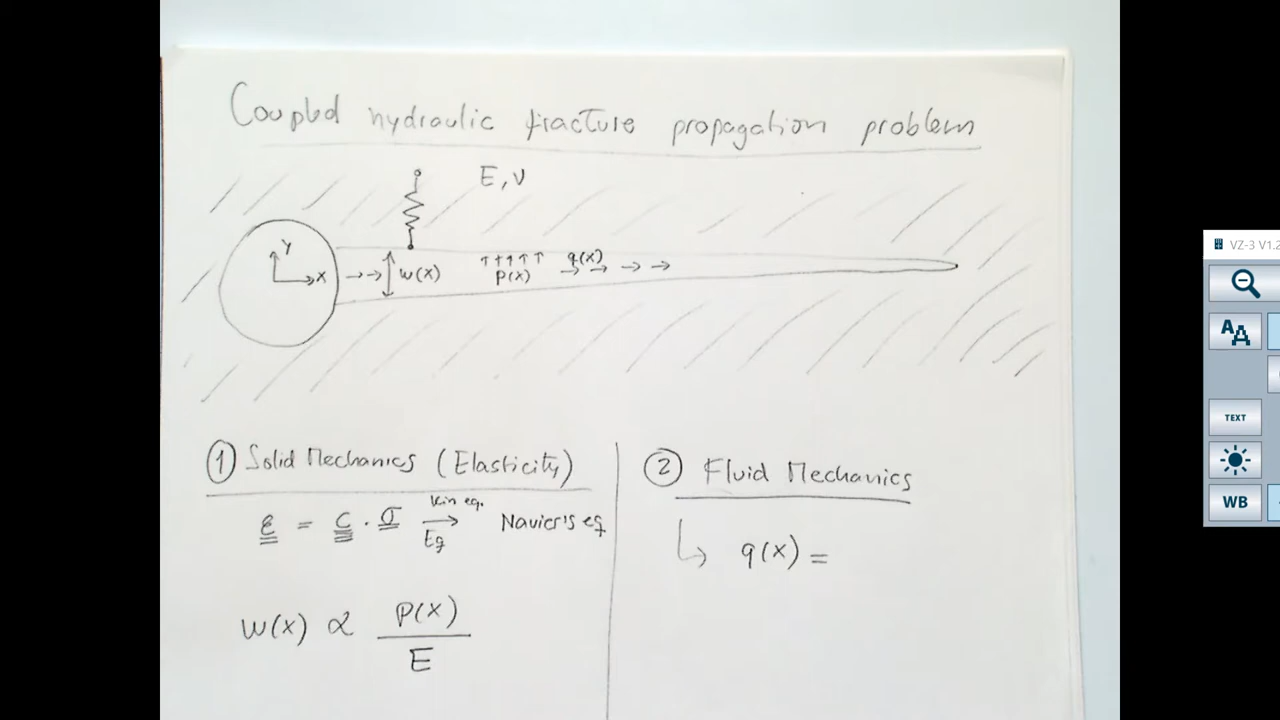 Coupled hydraulic fracture propagation problem
E, ν
y
x
w(x)
p(x)
q(x)
① Solid Mechanics (Elasticity)
ε = C · σ → Navier's eq
kin eq.
Eq
w(x) ∝ p(x) / E
② Fluid Mechanics
↳ q(x) =
VZ-3 V1.2
AA
TEXT
WB